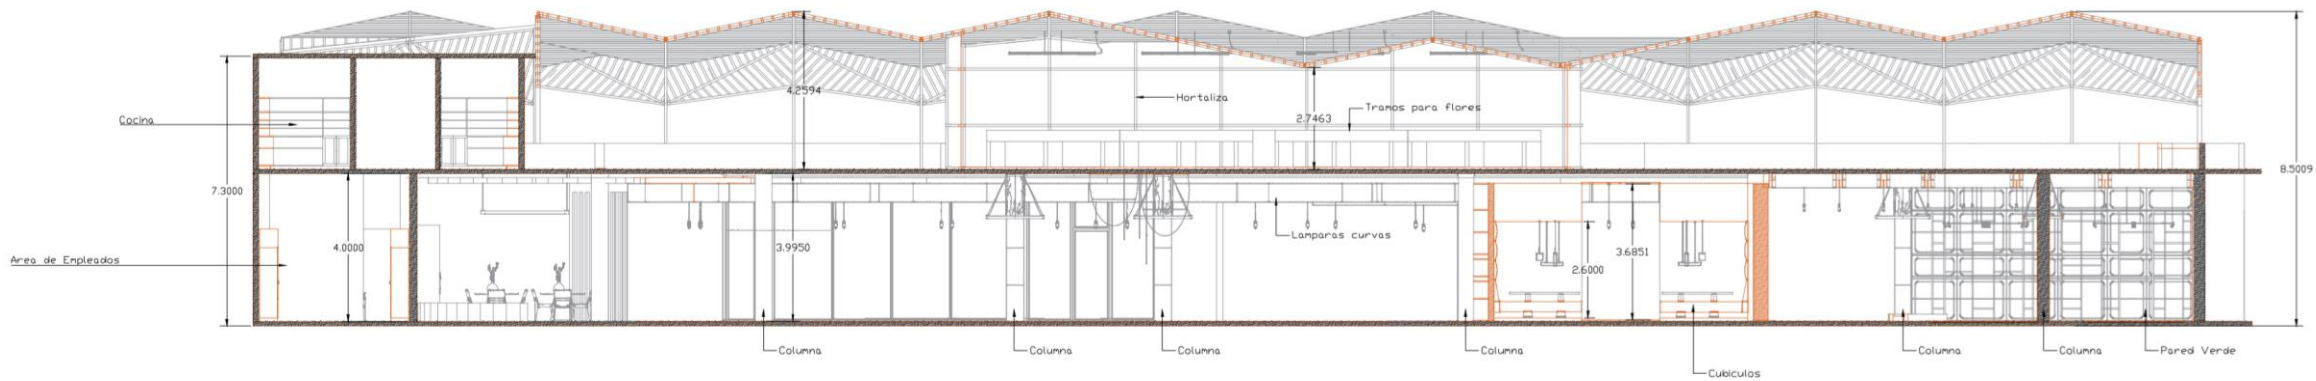 4.2594
Hortaliza
Tramos para flores
2.7463
Cocina
7.3000
8.5009
Lamparas curvas
4.0000
3.9950
3.6851
2.6000
Area de Empleados
Columna
Columna
Columna
Columna
Columna
Columna
Pared Verde
Cubiculos